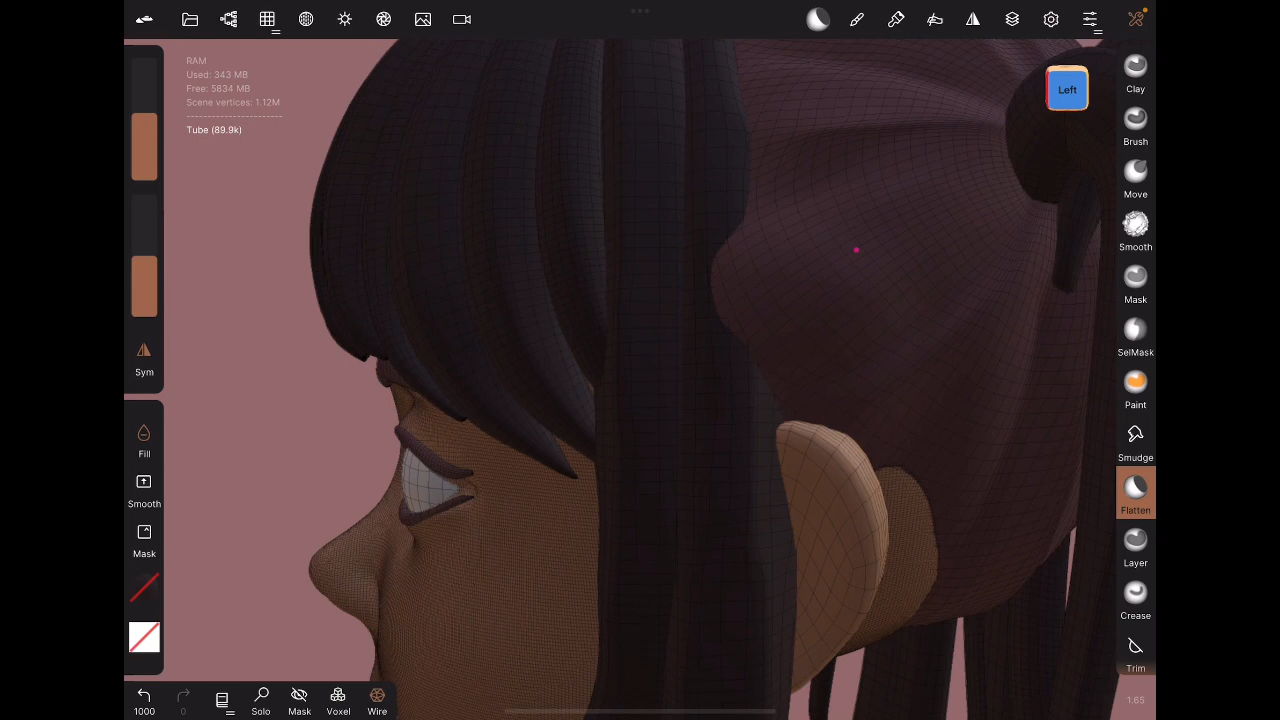 RAM
Used: 343 MB
Free: 5834 MB
Scene vertices: 1.12M
-----------------------
Tube (89.9k)
Left
Sym
Fill
Smooth
Mask
1000
0
Solo
Mask
Voxel
Wire
Clay
Brush
Move
Smooth
Mask
SelMask
Paint
Smudge
Flatten
Layer
Crease
Trim
1.65